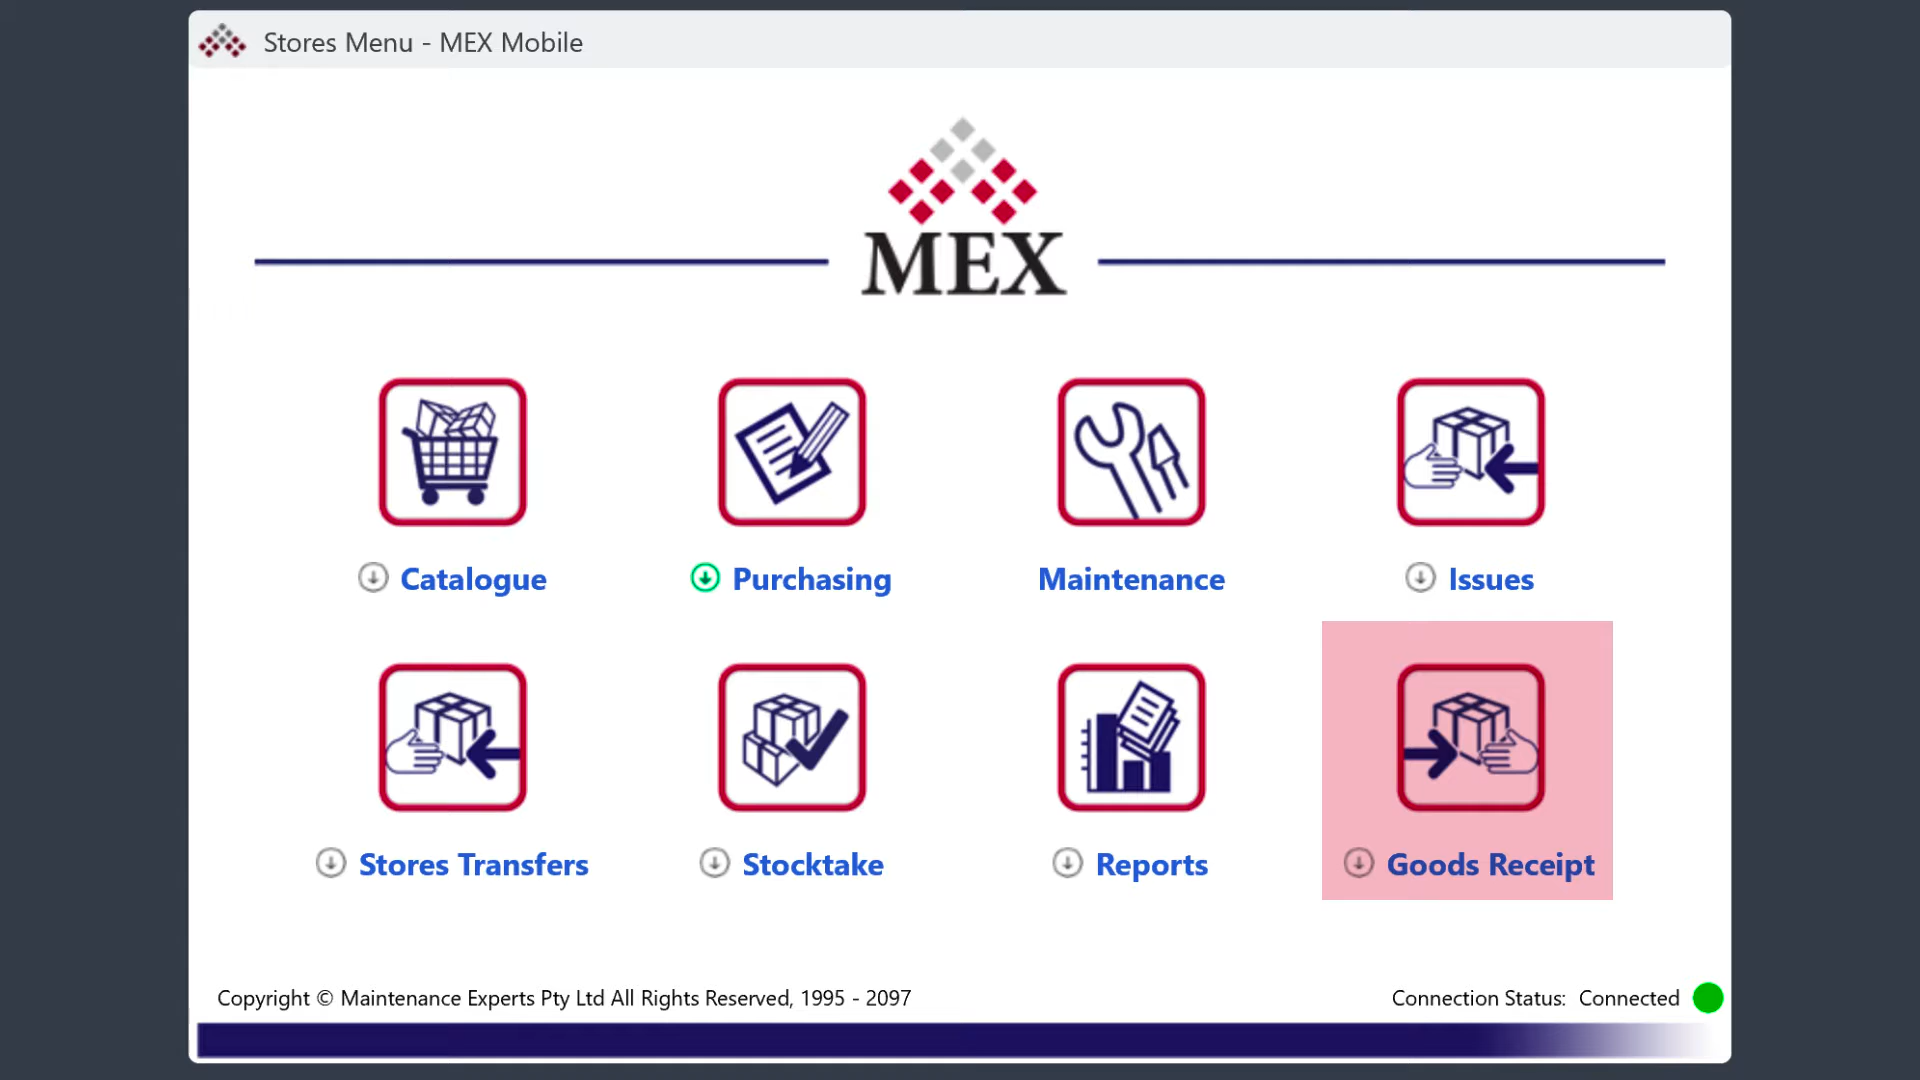 Stores Menu - MEX Mobile
MEX
Catalogue
Purchasing
Maintenance
Issues
Stores Transfers
Stocktake
Reports
Goods Receipt
Copyright © Maintenance Experts Pty Ltd All Rights Reserved, 1995 - 2097
Connection Status: Connected